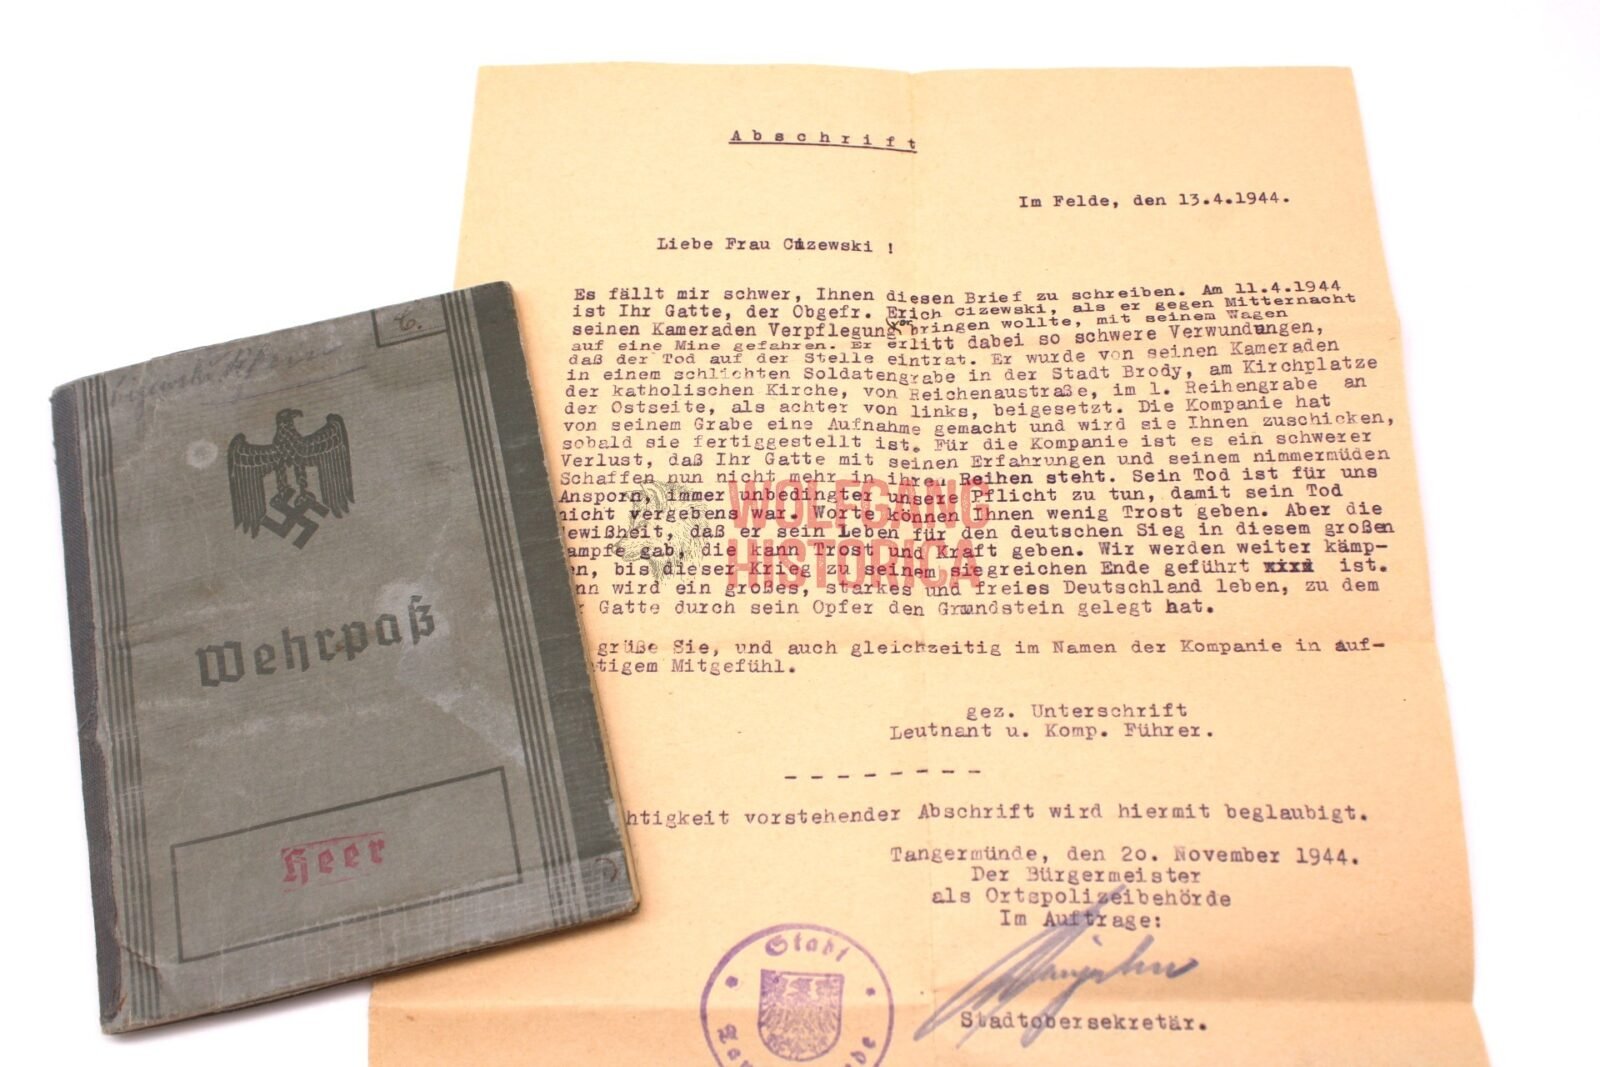 Abschrift
Im Felde, den 13.4.1944.
Liebe Frau Cizewski !
Es fällt mir schwer, Ihnen diesen Brief zu schreiben. Am 11.4.1944
ist Ihr Gatte, der Obgefr. Erich Cizewski, als er gegen Mitternacht
seinen Kameraden Verpflegung vorbringen wollte, mit seinem Wagen
auf eine Mine gefahren. Er erlitt dabei so schwere Verwundungen,
daß der Tod auf der Stelle eintrat. Er wurde von seinen Kameraden
in einem schlichten Soldatengrabe in der Stadt Brody, am Kirchplatze
der katholischen Kirche, von Reichenaustraße, im 1. Reihengrabe an
der Ostseite, als achter von links, beigesetzt. Die Kompanie hat
von seinem Grabe eine Aufnahme gemacht und wird sie Ihnen zuschicken,
sobald sie fertiggestellt ist. Für die Kompanie ist es ein schwerer
Verlust, daß Ihr Gatte mit seinen Erfahrungen und seinem nimmermüden
Schaffen nun nicht mehr in ihren Reihen steht. Sein Tod ist für uns
Ansporn, immer unbedingter unsere Pflicht zu tun, damit sein Tod
nicht vergebens war. Worte können Ihnen wenig Trost geben. Aber die
ewißheit, daß er sein Leben für den deutschen Sieg in diesem großen
ampfe gab, die kann Trost und Kraft geben. Wir werden weiter kämp-
en, bis dieser Krieg zu seinem siegreichen Ende geführt xxxx ist.
nn wird ein großes, starkes und freies Deutschland leben, zu dem
r Gatte durch sein Opfer den Grundstein gelegt hat.
grüße Sie, und auch gleichzeitig im Namen der Kompanie in auf-
tigem Mitgefühl.
gez. Unterschrift
Leutnant u. Komp. Führer.
--------
htigkeit vorstehender Abschrift wird hiermit beglaubigt.
Tangermünde, den 20. November 1944.
Der Bürgermeister
als Ortspolizeibehörde
Im Auftrage:
Stadtobersekretär.
Stadt
C.
Wehrpaß
Heer
WOLFGANG
HISTORICA